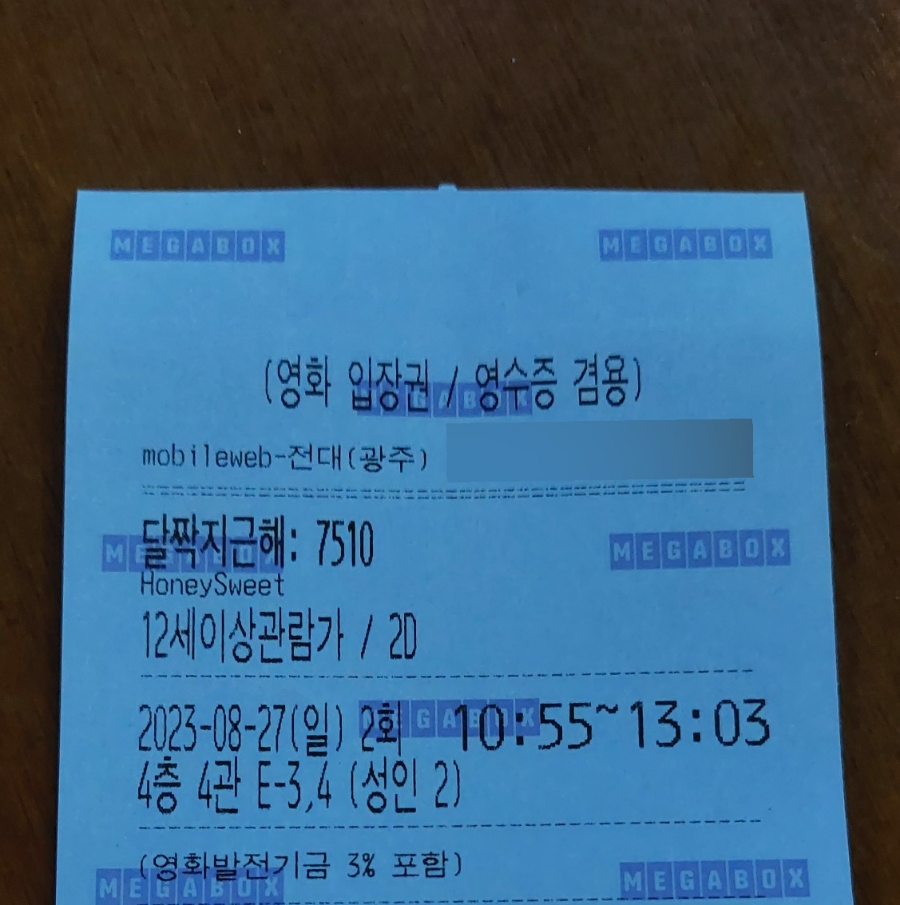 MEGABOX MEGABOX
(영화 입장권 / 영수증 겸용)
mobileweb-전대(광주)
달짝지근해: 7510
MEGABOX
HoneySweet
12세이상관람가 / 2D
2023-08-27(일) 2회 10:55~13:03
4층 4관 E-3,4 (성인 2)
(영화발전기금 3% 포함)
MEGABOX MEGABOX